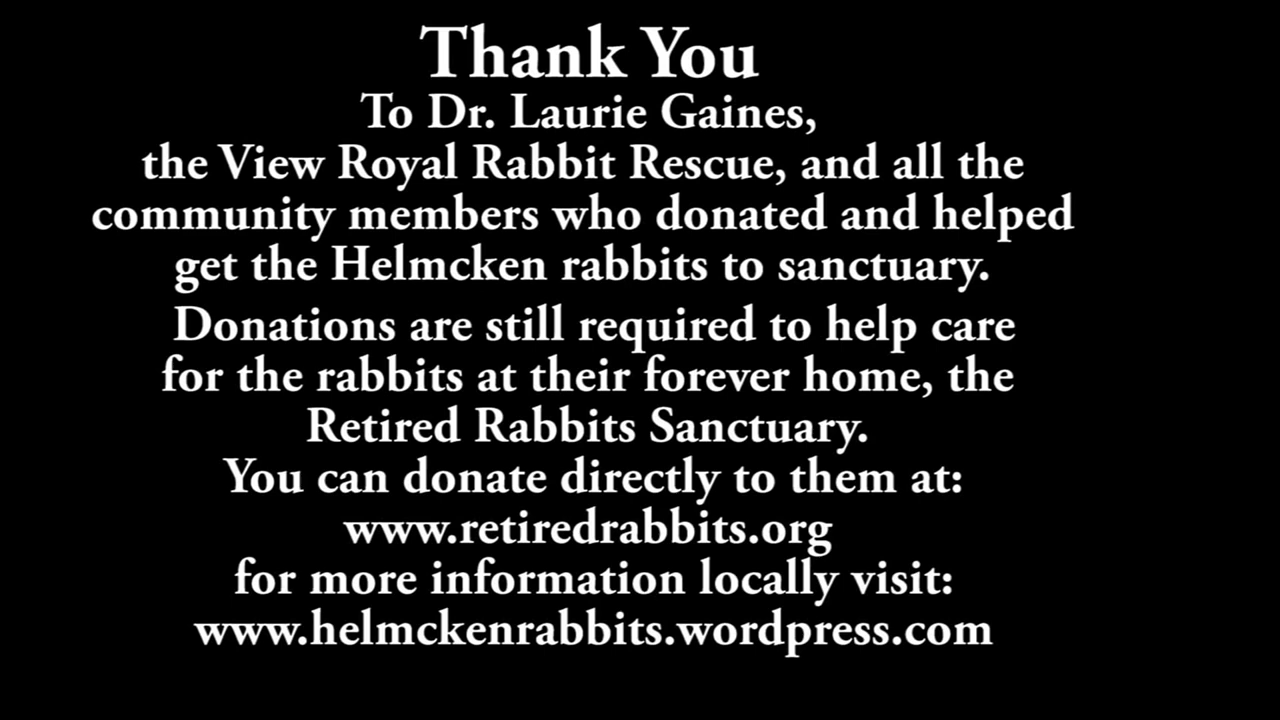 Thank You
To Dr. Laurie Gaines,
the View Royal Rabbit Rescue, and all the
community members who donated and helped
get the Helmcken rabbits to sanctuary.
Donations are still required to help care
for the rabbits at their forever home, the
Retired Rabbits Sanctuary.
You can donate directly to them at:
www.retiredrabbits.org
for more information locally visit:
www.helmckenrabbits.wordpress.com